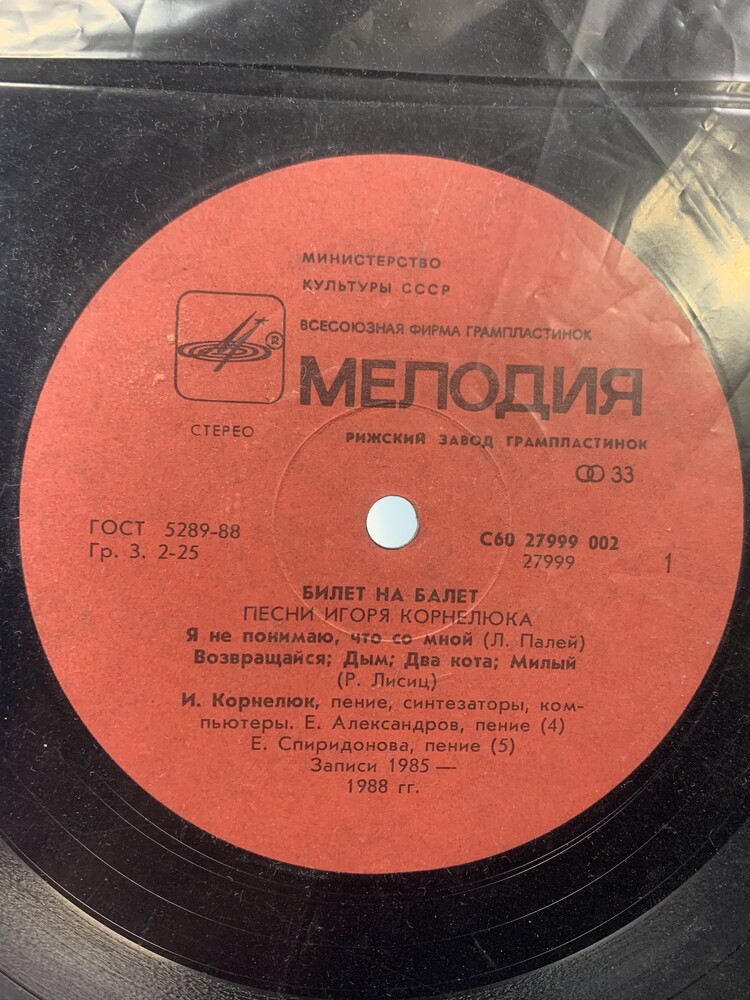 МИНИСТЕРСТВО
КУЛЬТУРЫ СССР
ВСЕСОЮЗНАЯ ФИРМА ГРАМПЛАСТИНОК
®
МЕЛОДИЯ
СТЕРЕО
РИЖСКИЙ ЗАВОД ГРАМПЛАСТИНОК
33
ГОСТ 5289-88
Гр. 3. 2-25
С60 27999 002
27999
1
БИЛЕТ НА БАЛЕТ
ПЕСНИ ИГОРЯ КОРНЕЛЮКА
Я не понимаю, что со мной (Л. Палей)
Возвращайся; Дым; Два кота; Милый
(Р. Лисиц)
И. Корнелюк, пение, синтезаторы, ком-
пьютеры. Е. Александров, пение (4)
Е. Спиридонова, пение (5)
Записи 1985 —
1988 гг.